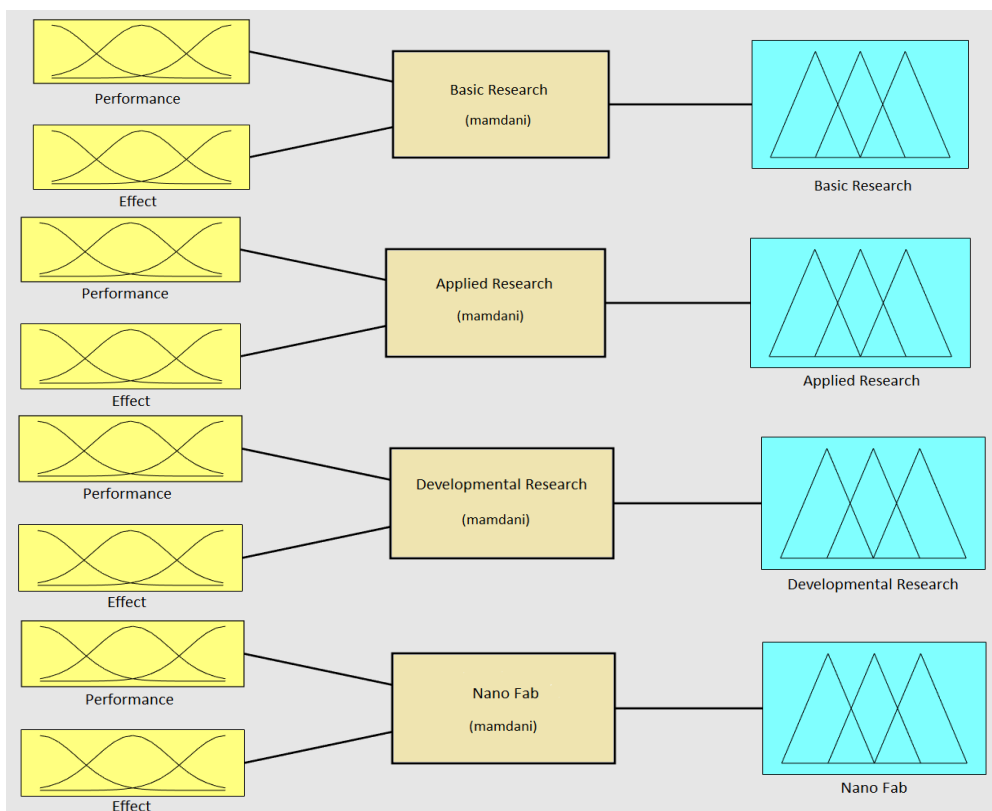 Performance
Effect
Basic Research
(mamdani)
Basic Research
Performance
Effect
Applied Research
(mamdani)
Applied Research
Performance
Effect
Developmental Research
(mamdani)
Developmental Research
Performance
Effect
Nano Fab
(mamdani)
Nano Fab